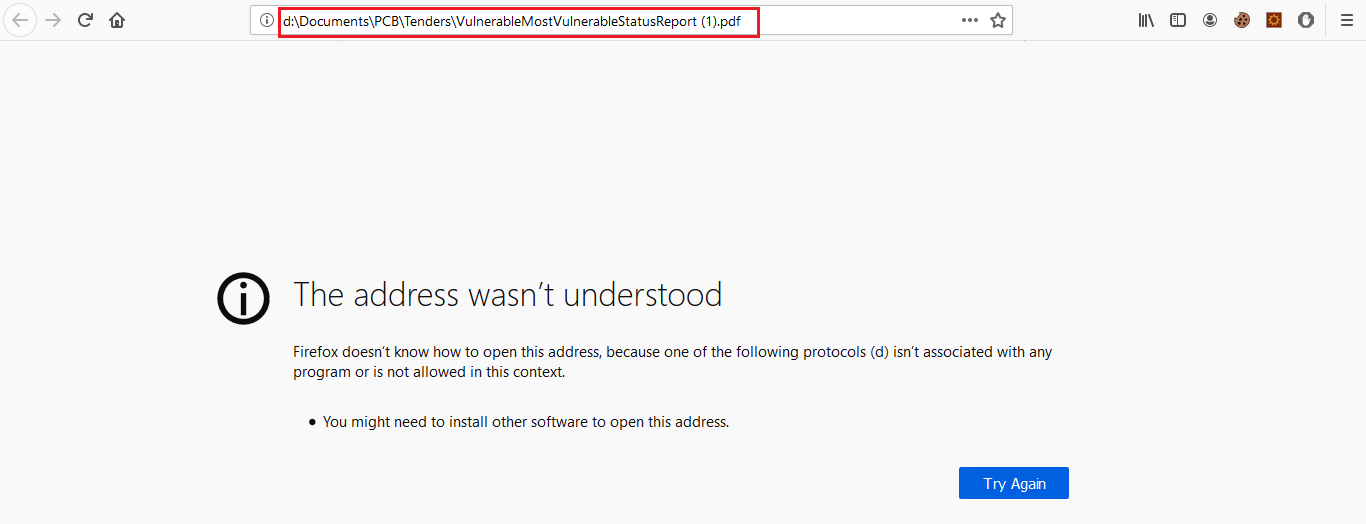 d:\Documents\PCB\Tenders\VulnerableMostVulnerableStatusReport (1).pdf
The address wasn’t understood
Firefox doesn’t know how to open this address, because one of the following protocols (d) isn’t associated with any
program or is not allowed in this context.
• You might need to install other software to open this address.
Try Again